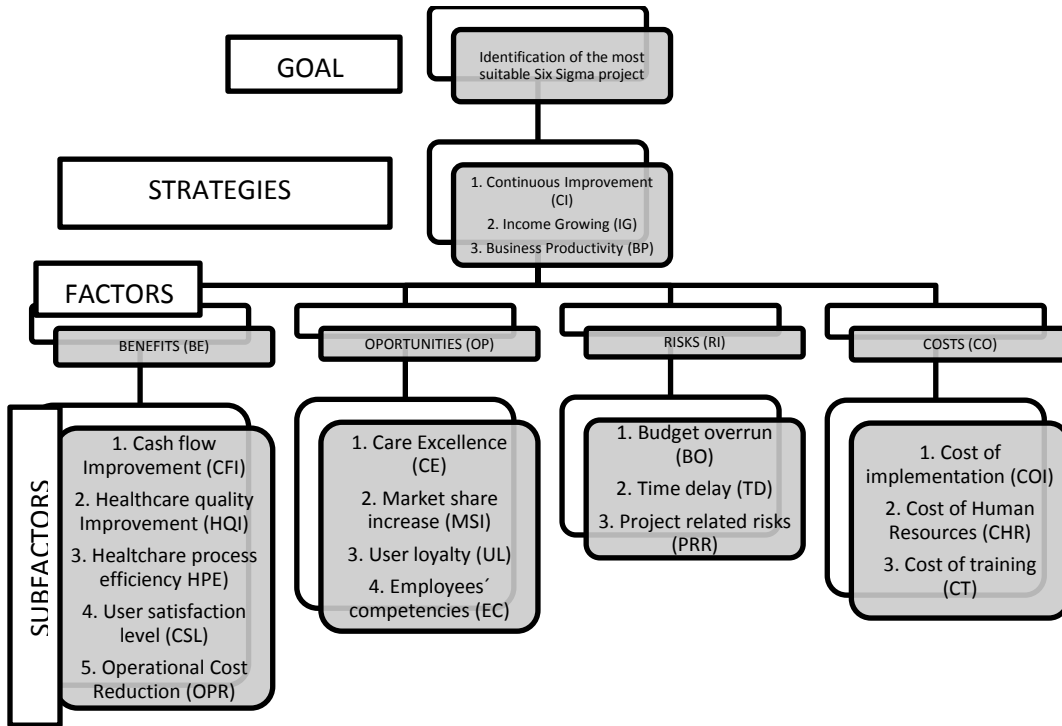 GOAL
Identification of the most
suitable Six Sigma project
STRATEGIES
1. Continuous Improvement
(CI)
2. Income Growing (IG)
3. Business Productivity (BP)
FACTORS
BENEFITS (BE)
OPORTUNITIES (OP)
RISKS (RI)
COSTS (CO)
SUBFACTORS
1. Cash flow
Improvement (CFI)
2. Healthcare quality
Improvement (HQI)
3. Healtchare process
efficiency HPE)
4. User satisfaction
level (CSL)
5. Operational Cost
Reduction (OPR)
1. Care Excellence
(CE)
2. Market share
increase (MSI)
3. User loyalty (UL)
4. Employees´
competencies (EC)
1. Budget overrun
(BO)
2. Time delay (TD)
3. Project related risks
(PRR)
1. Cost of
implementation (COI)
2. Cost of Human
Resources (CHR)
3. Cost of training
(CT)